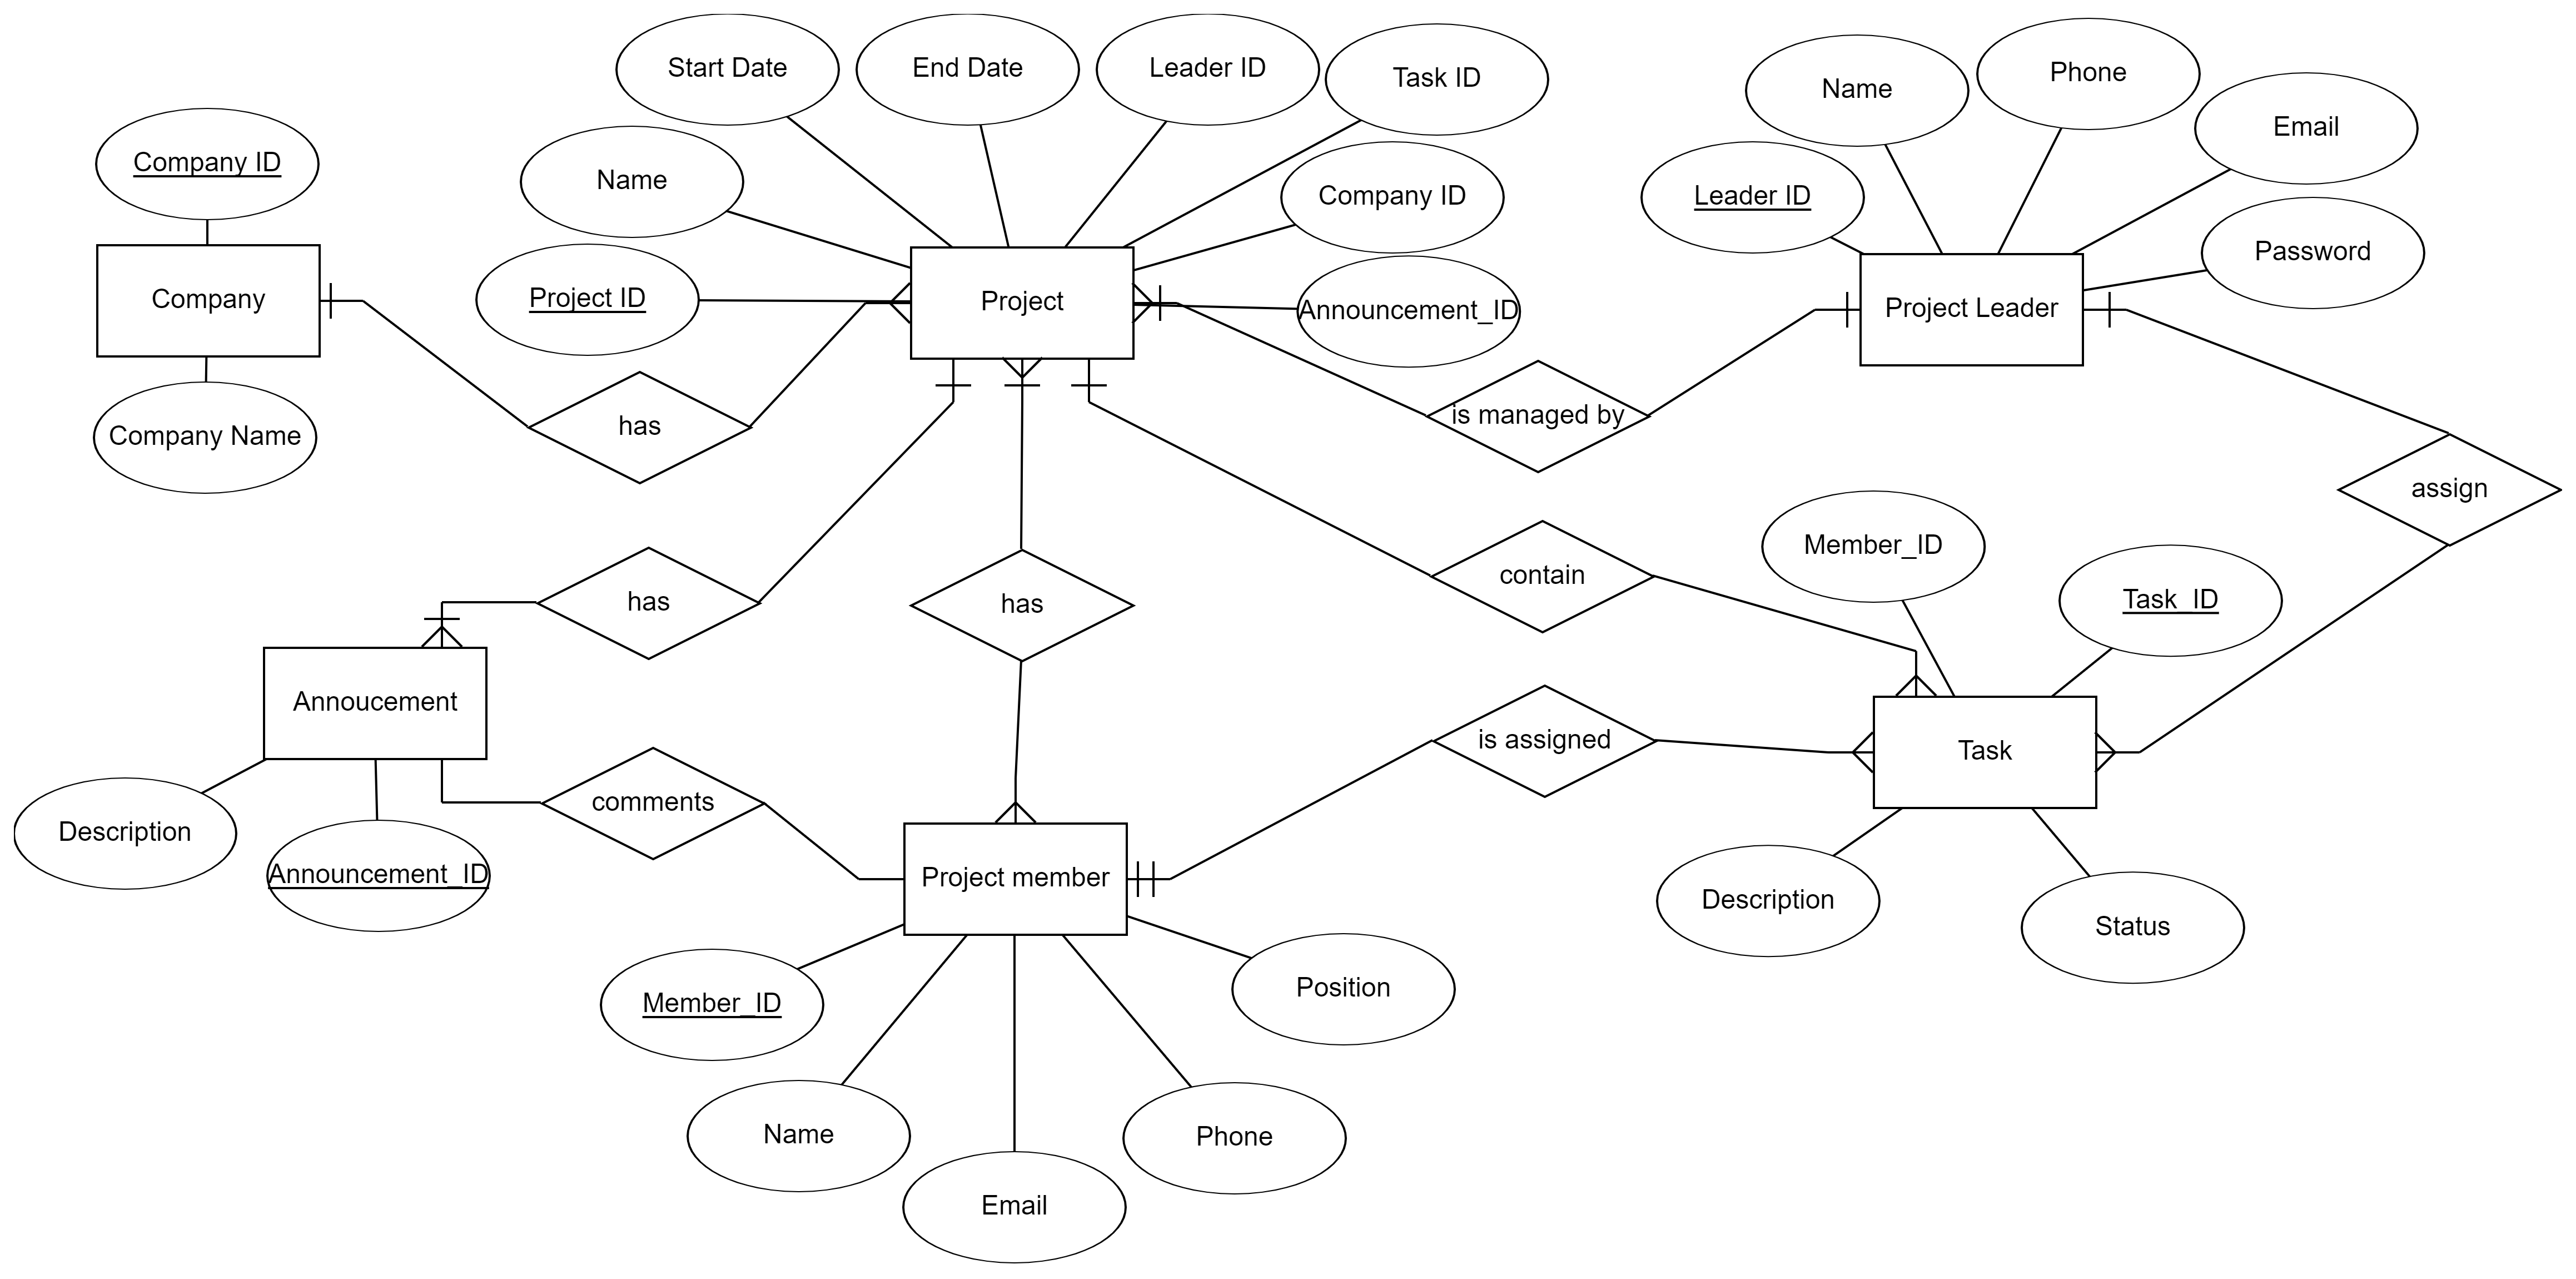 Start Date
End Date
Leader ID
Task ID
Name
Phone
Email
Company ID
Name
Company ID
Leader ID
Password
Company
Project ID
Project
Announcement_ID
Project Leader
Company Name
has
is managed by
assign
has
has
contain
Member_ID
Task_ID
Annoucement
comments
is assigned
Task
Description
Announcement_ID
Project member
Description
Status
Member_ID
Position
Name
Email
Phone